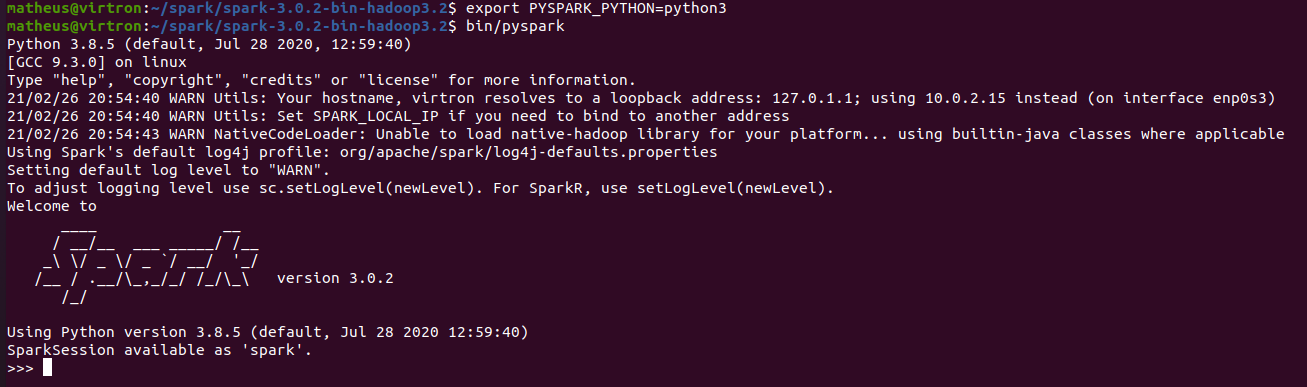 matheus@virtron:~/spark/spark-3.0.2-bin-hadoop3.2$ export PYSPARK_PYTHON=python3
matheus@virtron:~/spark/spark-3.0.2-bin-hadoop3.2$ bin/pyspark
Python 3.8.5 (default, Jul 28 2020, 12:59:40)
[GCC 9.3.0] on linux
Type "help", "copyright", "credits" or "license" for more information.
21/02/26 20:54:40 WARN Utils: Your hostname, virtron resolves to a loopback address: 127.0.1.1; using 10.0.2.15 instead (on interface enp0s3)
21/02/26 20:54:40 WARN Utils: Set SPARK_LOCAL_IP if you need to bind to another address
21/02/26 20:54:43 WARN NativeCodeLoader: Unable to load native-hadoop library for your platform... using builtin-java classes where applicable
Using Spark's default log4j profile: org/apache/spark/log4j-defaults.properties
Setting default log level to "WARN".
To adjust logging level use sc.setLogLevel(newLevel). For SparkR, use setLogLevel(newLevel).
Welcome to
      ____              __
     / __/__  ___ _____/ /__
    _\ \/ _ \/ _ `/ __/  '_/
   /__ / .__/\_,_/_/ /_/\_\   version 3.0.2
      /_/
Using Python version 3.8.5 (default, Jul 28 2020 12:59:40)
SparkSession available as 'spark'.
>>>